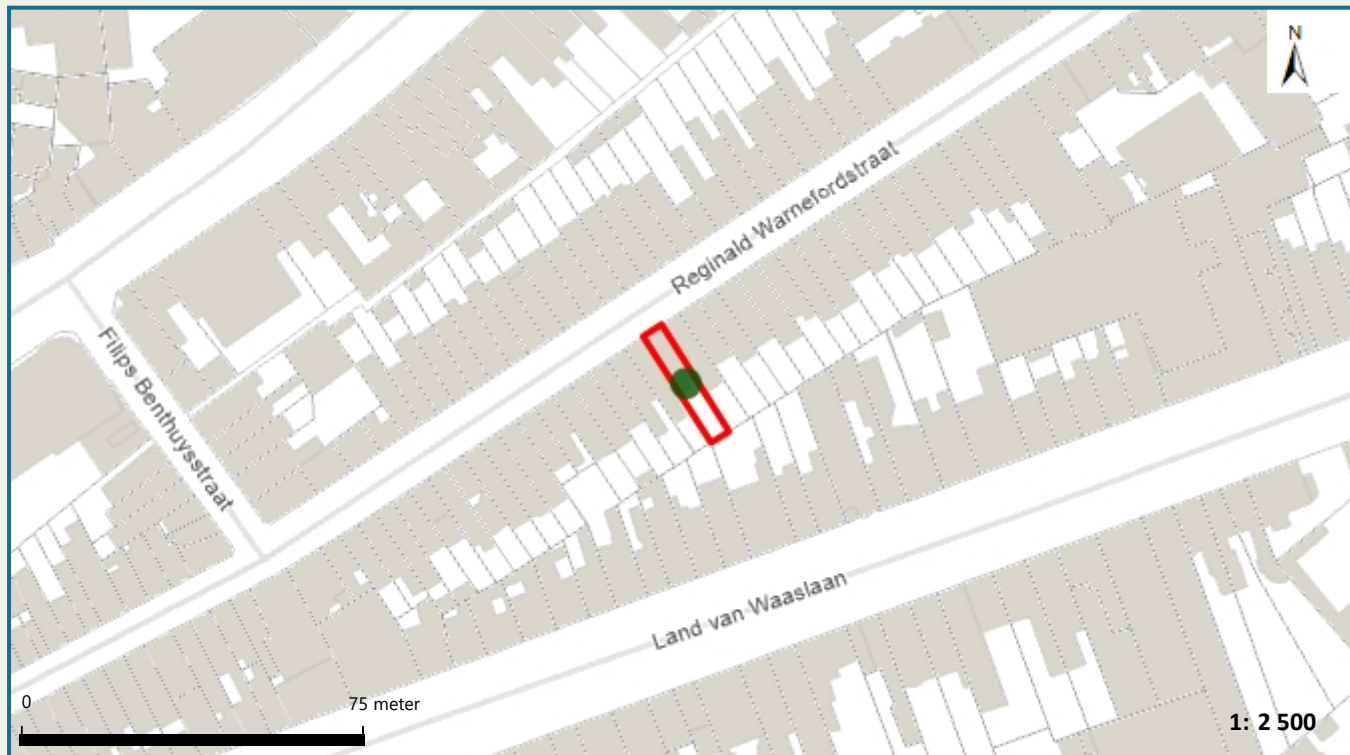 N
Reginald Warnefordstraat
Filips Benthuysstraat
Land van Waaslaan
0
75 meter
1: 2 500